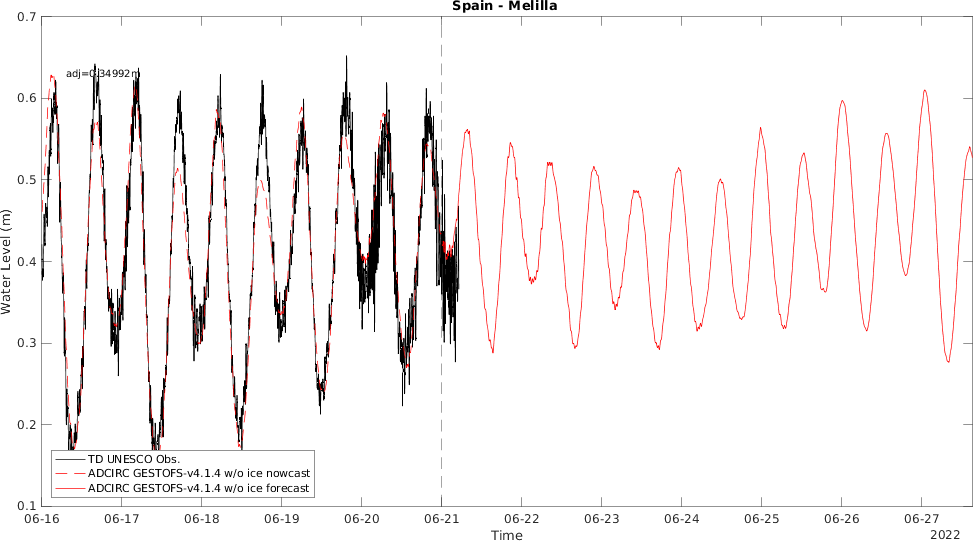 Spain - Melilla
0.7
adj=0.34992m
0.6
0.5
0.4
0.3
0.2
0.1
Water Level (m)
TD UNESCO Obs.
ADCIRC GESTOFS-v4.1.4 w/o ice nowcast
ADCIRC GESTOFS-v4.1.4 w/o ice forecast
06-16 06-17 06-18 06-19 06-20 06-21 06-22 06-23 06-24 06-25 06-26 06-27
Time
2022